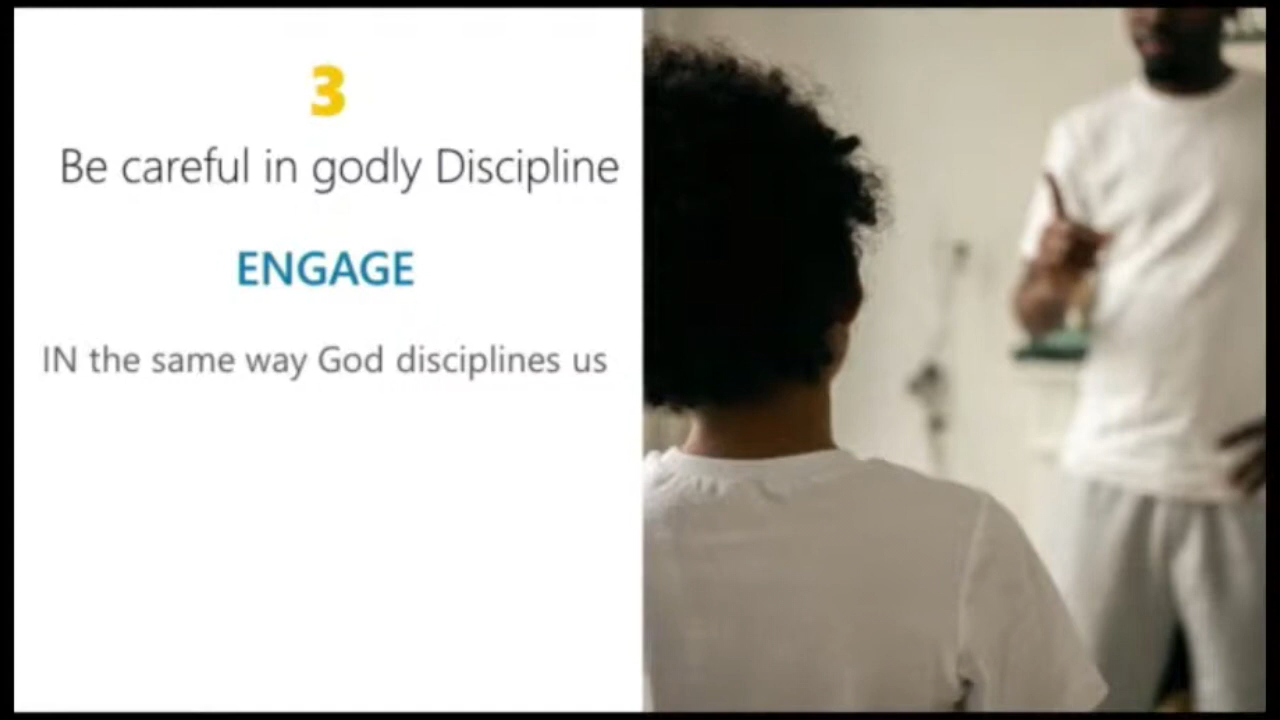 3
Be careful in godly Discipline
ENGAGE
IN the same way God disciplines us